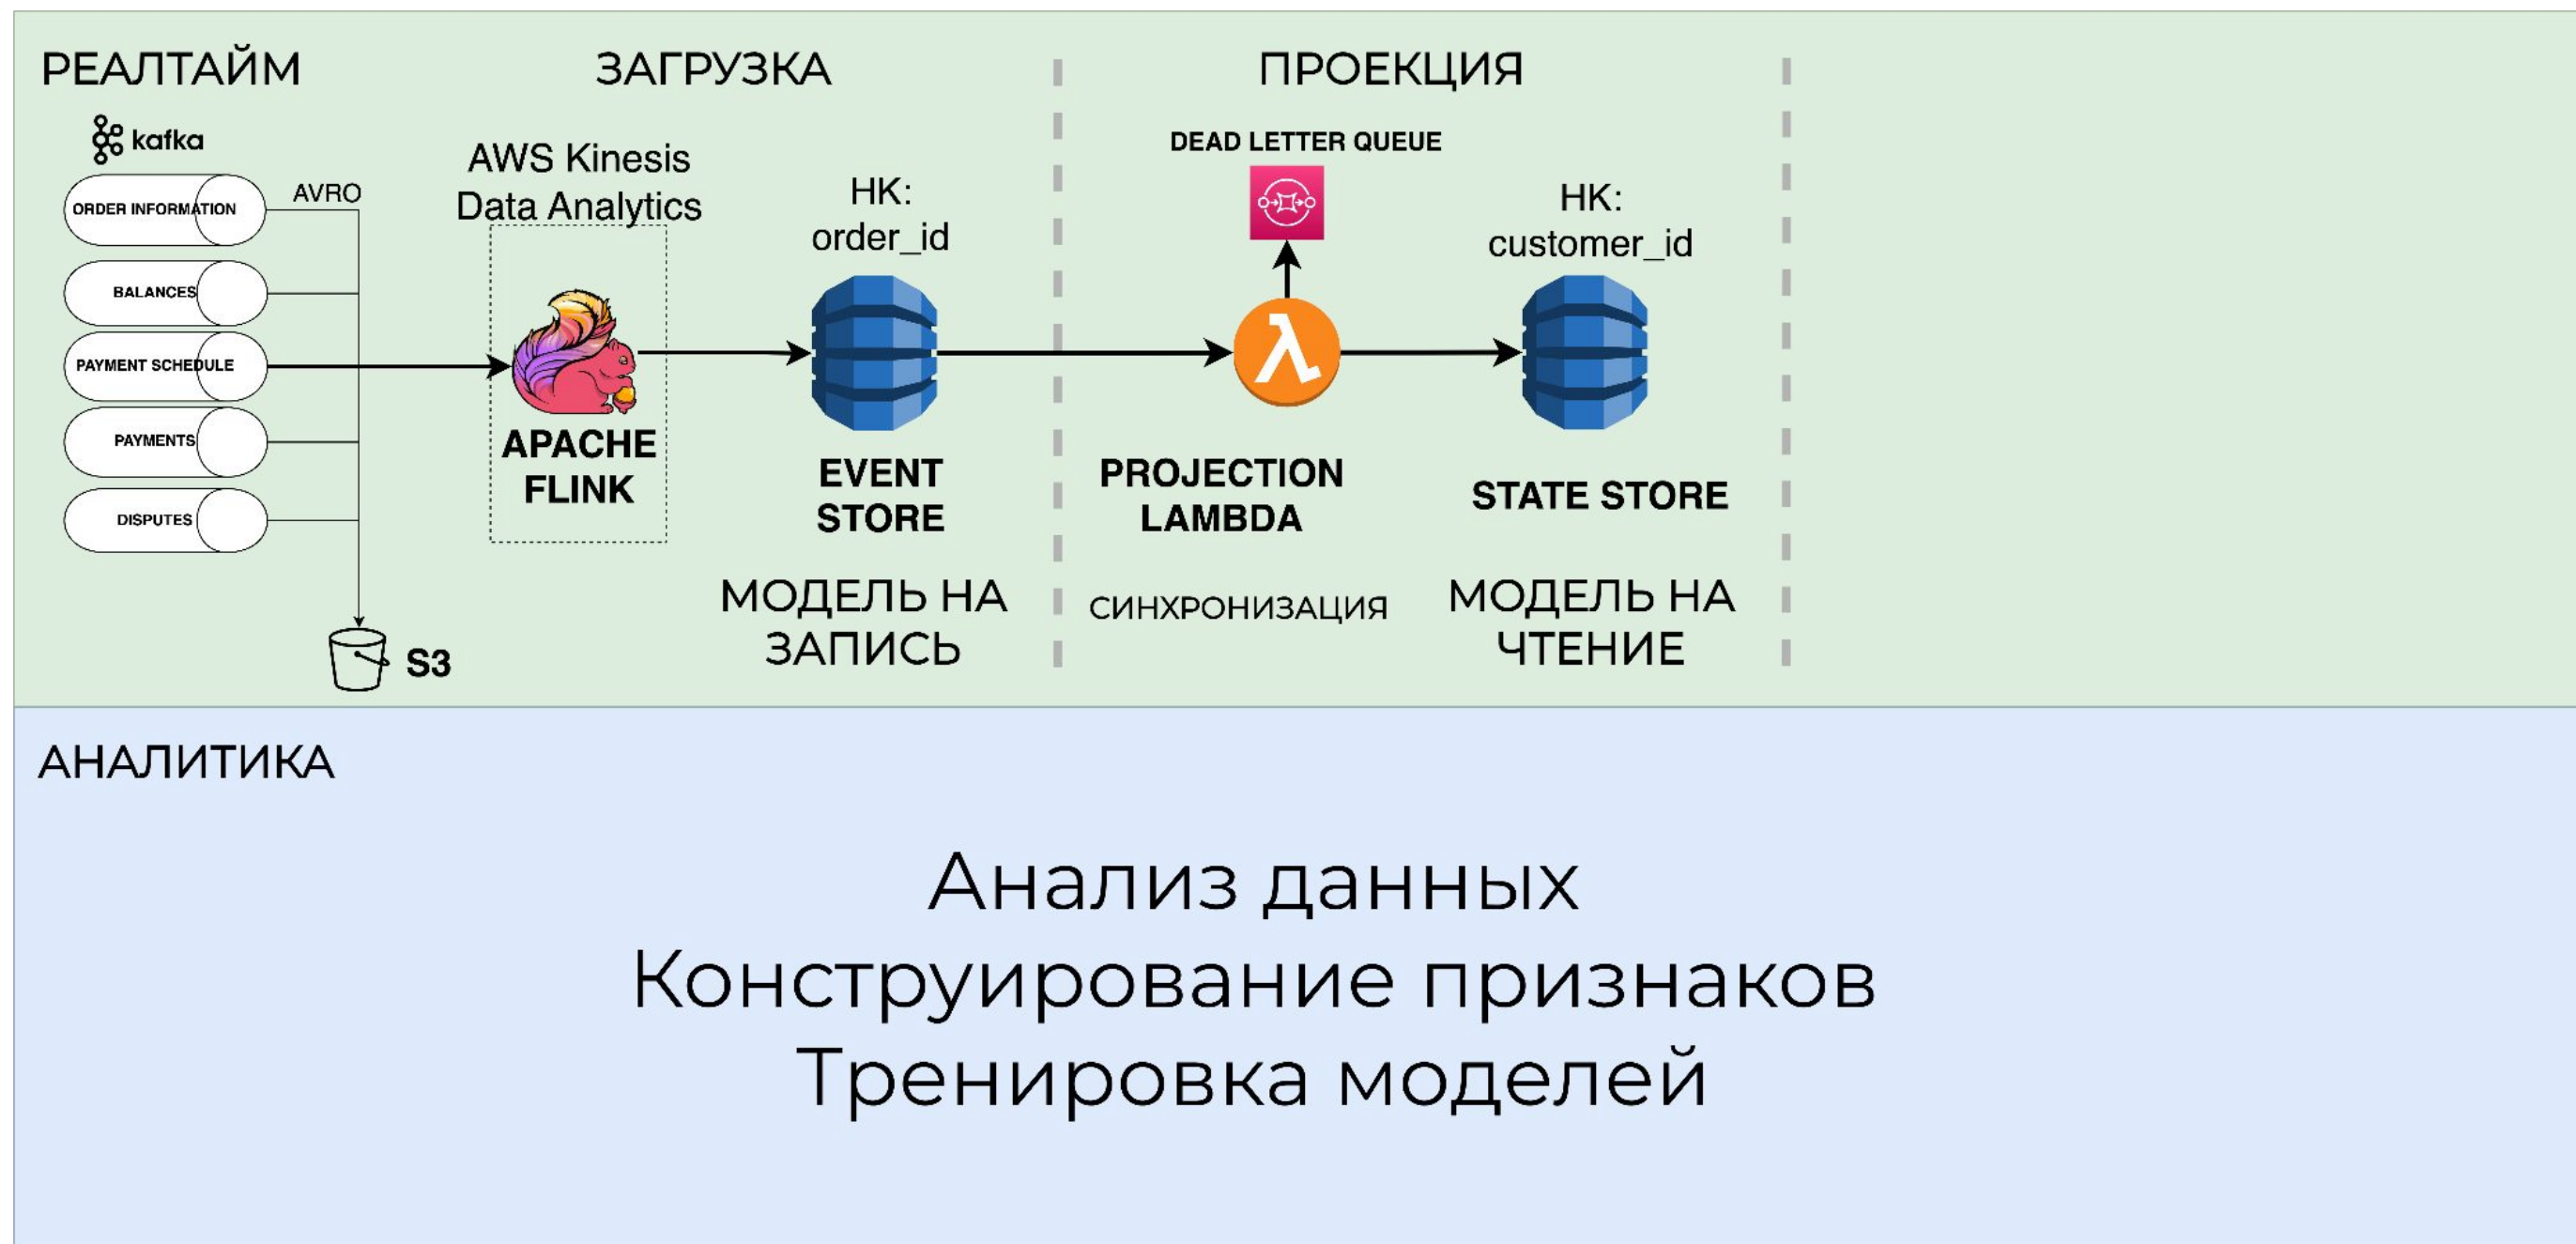 РЕАЛТАЙМ
ЗАГРУЗКА
ПРОЕКЦИЯ
kafka
ORDER INFORMATION
AVRO
BALANCES
PAYMENT SCHEDULE
PAYMENTS
DISPUTES
S3
AWS Kinesis
Data Analytics
APACHE
FLINK
HK:
order_id
EVENT
STORE
МОДЕЛЬ НА
ЗАПИСЬ
DEAD LETTER QUEUE
PROJECTION
LAMBDA
СИНХРОНИЗАЦИЯ
HK:
customer_id
STATE STORE
МОДЕЛЬ НА
ЧТЕНИЕ
АНАЛИТИКА
Анализ данных
Конструирование признаков
Тренировка моделей